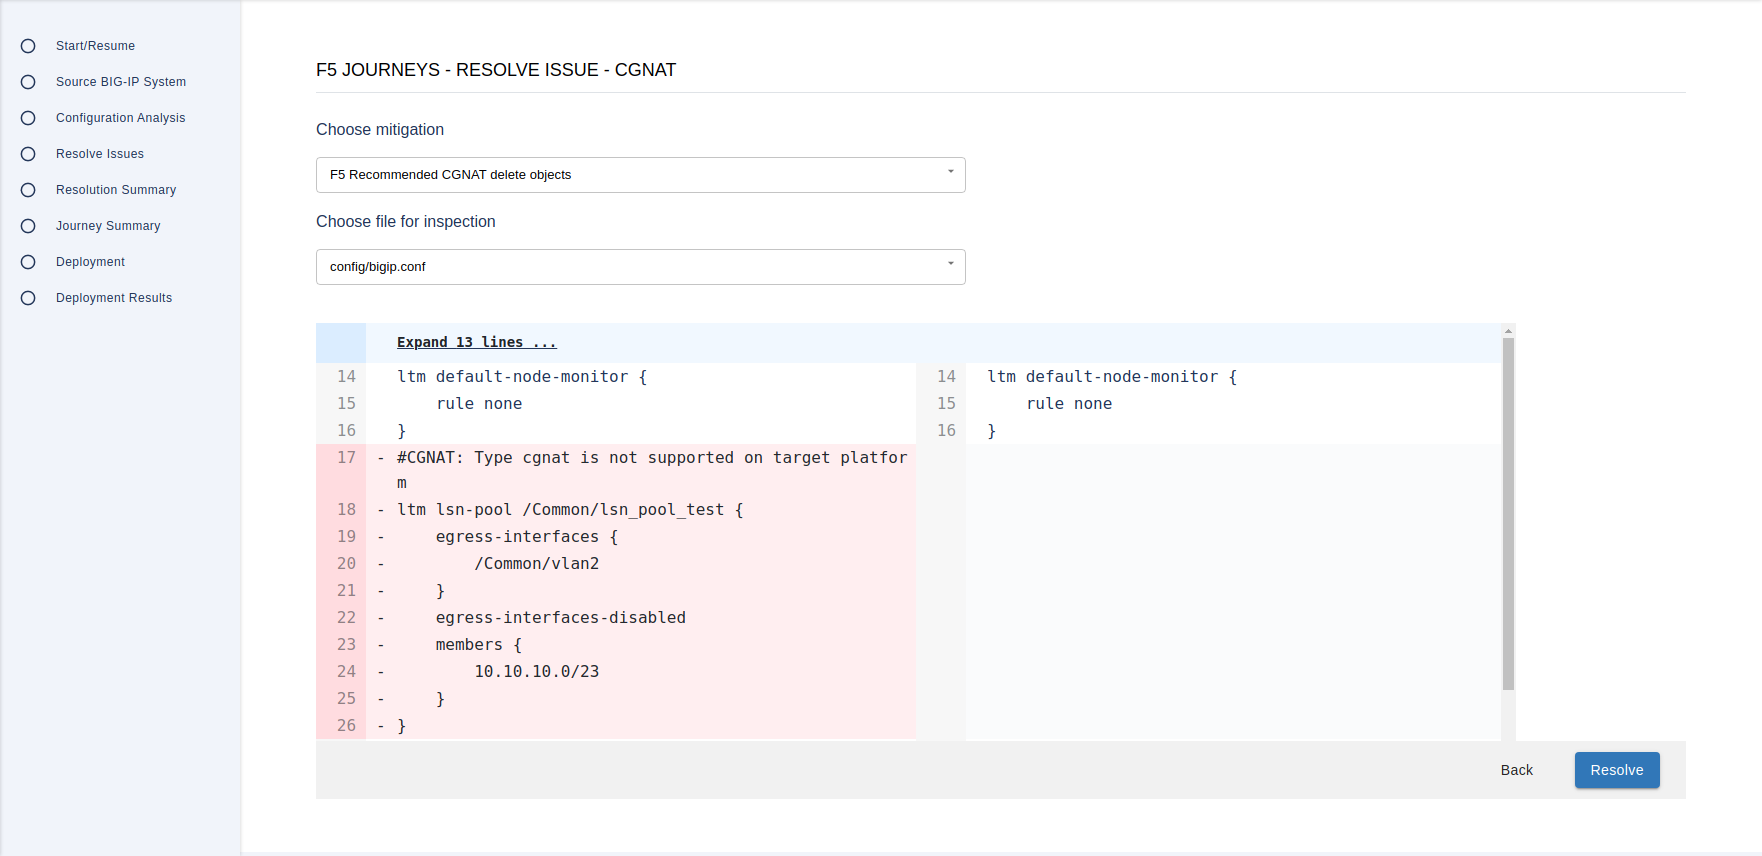 Start/Resume
Source BIG-IP System
Configuration Analysis
Resolve Issues
Resolution Summary
Journey Summary
Deployment
Deployment Results
F5 JOURNEYS - RESOLVE ISSUE - CGNAT
Choose mitigation
F5 Recommended CGNAT delete objects
Choose file for inspection
config/bigip.conf
Expand 13 lines ...
14 ltm default-node-monitor { 14 ltm default-node-monitor {
15 rule none 15 rule none
16 } 16 }
17 - #CGNAT: Type cgnat is not supported on target platfor
m
18 - ltm lsn-pool /Common/lsn_pool_test {
19 - egress-interfaces {
20 - /Common/vlan2
21 - }
22 - egress-interfaces-disabled
23 - members {
24 - 10.10.10.0/23
25 - }
26 - }
Back Resolve